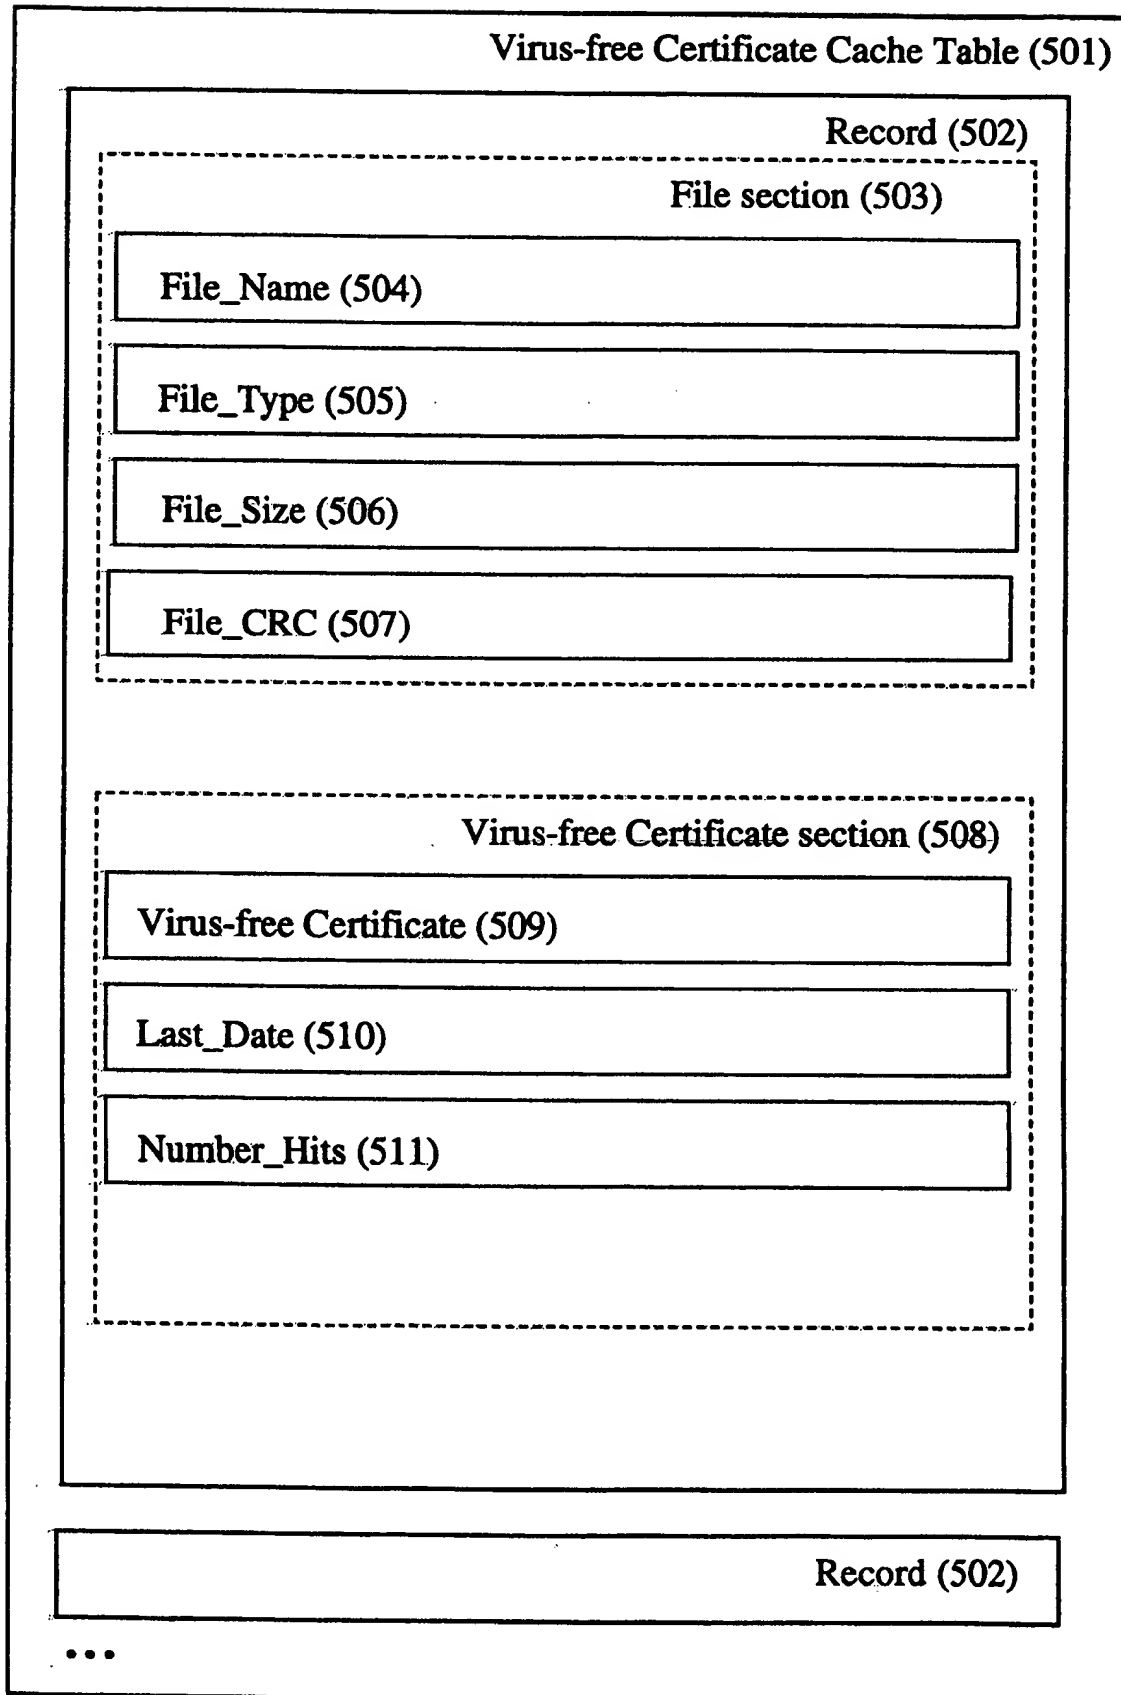 Virus-free Certificate Cache Table (501)
Record (502)
File section (503)
File_Name (504)
File_Type (505)
File_Size (506)
File_CRC (507)
Virus-free Certificate section (508)
Virus-free Certificate (509)
Last_Date (510)
Number_Hits (511)
Record (502)
...